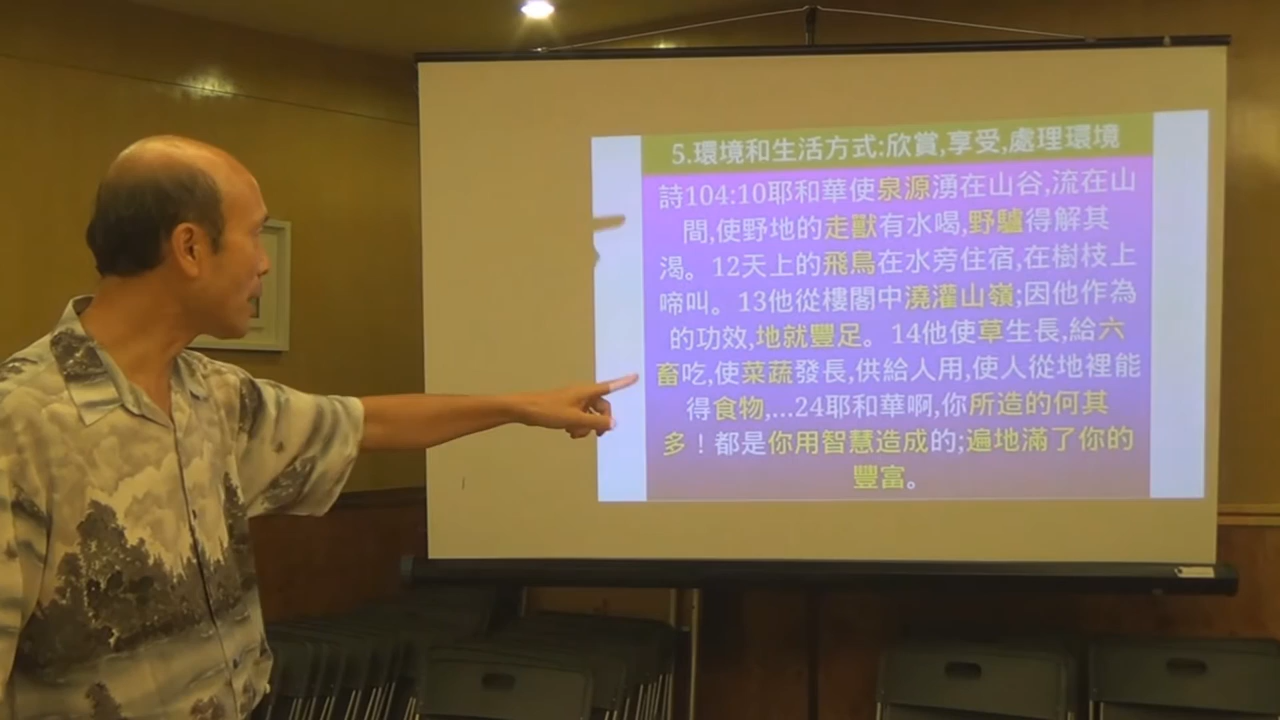 5.環境和生活方式:欣賞,享受,處理環境
詩104:10耶和華使泉源湧在山谷,流在山
間,使野地的走獸有水喝,野驢得解其
渴。12天上的飛鳥在水旁住宿,在樹枝上
啼叫。13他從樓閣中澆灌山嶺;因他作為
的功效,地就豐足。14他使草生長,給六
畜吃,使菜蔬發長,供給人用,使人從地裡能
得食物,...24耶和華啊,你所造的何其
多！都是你用智慧造成的;遍地滿了你的
豐富。